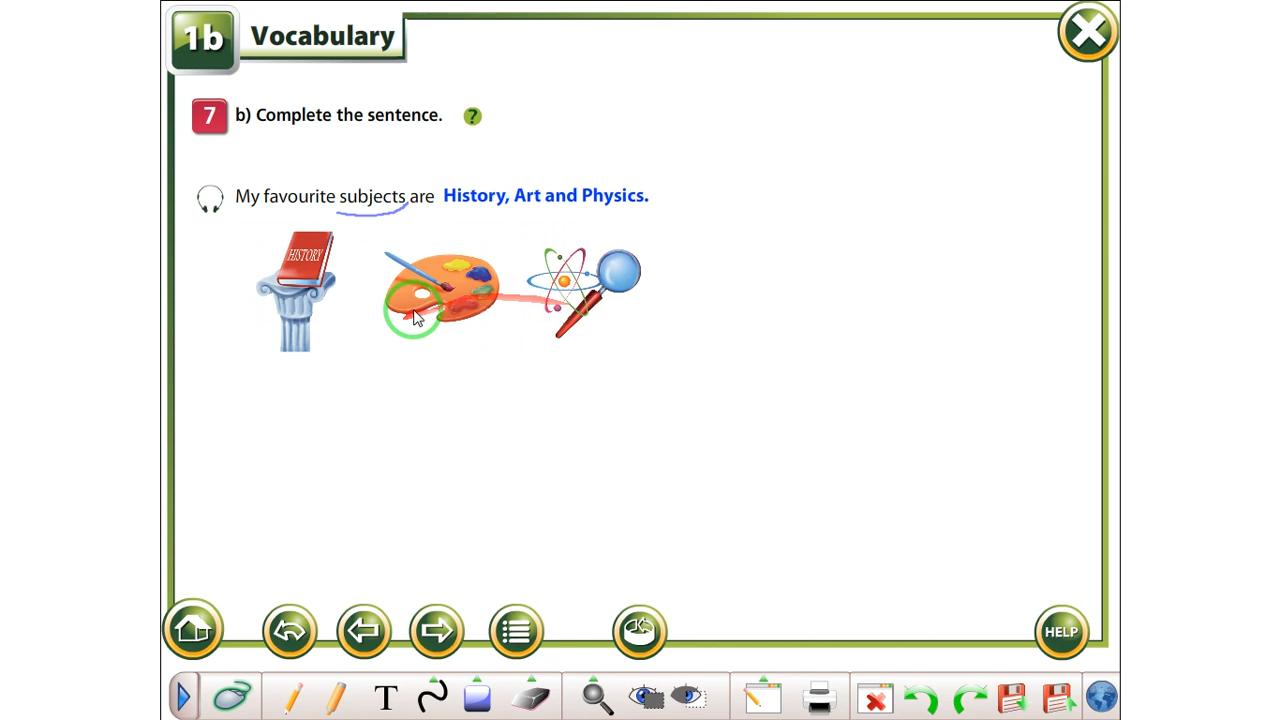 1b Vocabulary
7 b) Complete the sentence. ?
My favourite subjects are History, Art and Physics.
HISTORY
HELP
T